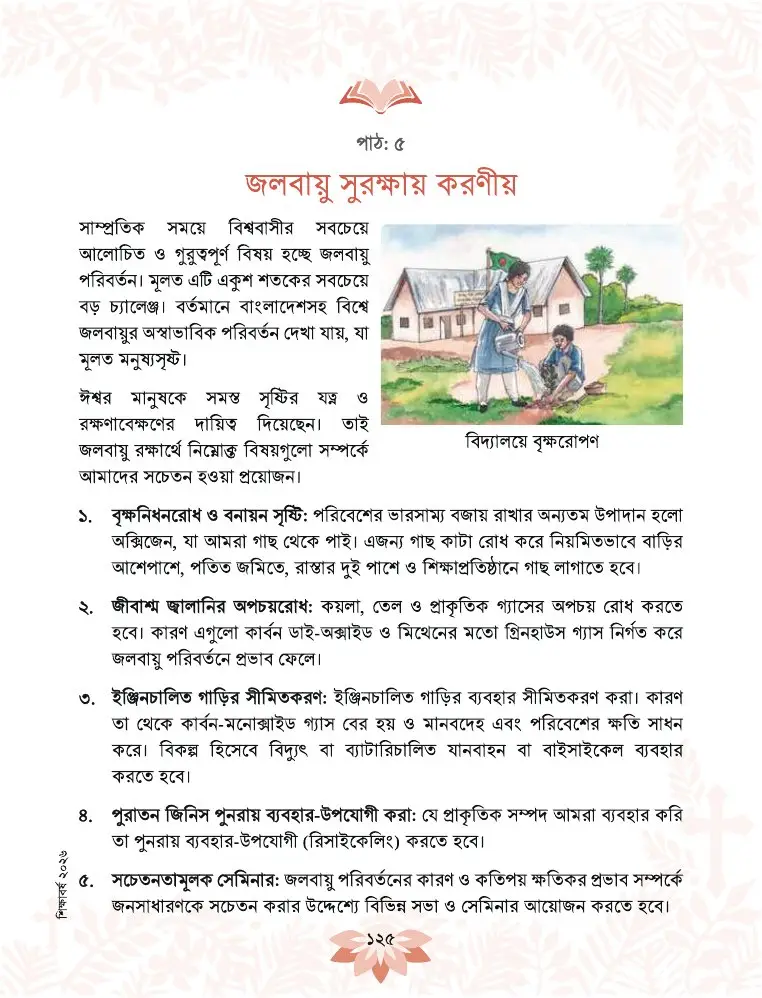 পাঠ: ৫
জলবায়ু সুরক্ষায় করণীয়
সাম্প্রতিক সময়ে বিশ্ববাসীর সবচেয়ে
আলোচিত ও গুরুত্বপূর্ণ বিষয় হচ্ছে জলবায়ু
পরিবর্তন। মূলত এটি একুশ শতকের সবচেয়ে
বড় চ্যালেঞ্জ। বর্তমানে বাংলাদেশসহ বিশ্বে
জলবায়ুর অস্বাভাবিক পরিবর্তন দেখা যায়, যা
মূলত মনুষ্যসৃষ্ট।
ঈশ্বর মানুষকে সমস্ত সৃষ্টির যত্ন ও
রক্ষণাবেক্ষণের দায়িত্ব দিয়েছেন। তাই
জলবায়ু রক্ষার্থে নিম্নোক্ত বিষয়গুলো সম্পর্কে
আমাদের সচেতন হওয়া প্রয়োজন।
বিদ্যালয়ে বৃক্ষরোপণ
১. বৃক্ষনিধনরোধ ও বনায়ন সৃষ্টি: পরিবেশের ভারসাম্য বজায় রাখার অন্যতম উপাদান হলো
অক্সিজেন, যা আমরা গাছ থেকে পাই। এজন্য গাছ কাটা রোধ করে নিয়মিতভাবে বাড়ির
আশেপাশে, পতিত জমিতে, রাস্তার দুই পাশে ও শিক্ষাপ্রতিষ্ঠানে গাছ লাগাতে হবে।
২. জীবাশ্ম জ্বালানির অপচয়রোধ: কয়লা, তেল ও প্রাকৃতিক গ্যাসের অপচয় রোধ করতে
হবে। কারণ এগুলো কার্বন ডাই-অক্সাইড ও মিথেনের মতো গ্রিনহাউস গ্যাস নির্গত করে
জলবায়ু পরিবর্তনে প্রভাব ফেলে।
৩. ইঞ্জিনচালিত গাড়ির সীমিতকরণ: ইঞ্জিনচালিত গাড়ির ব্যবহার সীমিতকরণ করা। কারণ
তা থেকে কার্বন-মনোক্সাইড গ্যাস বের হয় ও মানবদেহ এবং পরিবেশের ক্ষতি সাধন
করে। বিকল্প হিসেবে বিদ্যুৎ বা ব্যাটারিচালিত যানবাহন বা বাইসাইকেল ব্যবহার
করতে হবে।
৪. পুরাতন জিনিস পুনরায় ব্যবহার-উপযোগী করা: যে প্রাকৃতিক সম্পদ আমরা ব্যবহার করি
তা পুনরায় ব্যবহার-উপযোগী (রিসাইকেলিং) করতে হবে।
৫. সচেতনতামূলক সেমিনার: জলবায়ু পরিবর্তনের কারণ ও কতিপয় ক্ষতিকর প্রভাব সম্পর্কে
জনসাধারণকে সচেতন করার উদ্দেশ্যে বিভিন্ন সভা ও সেমিনার আয়োজন করতে হবে।
শিক্ষাবর্ষ ২০২৬
১২৫